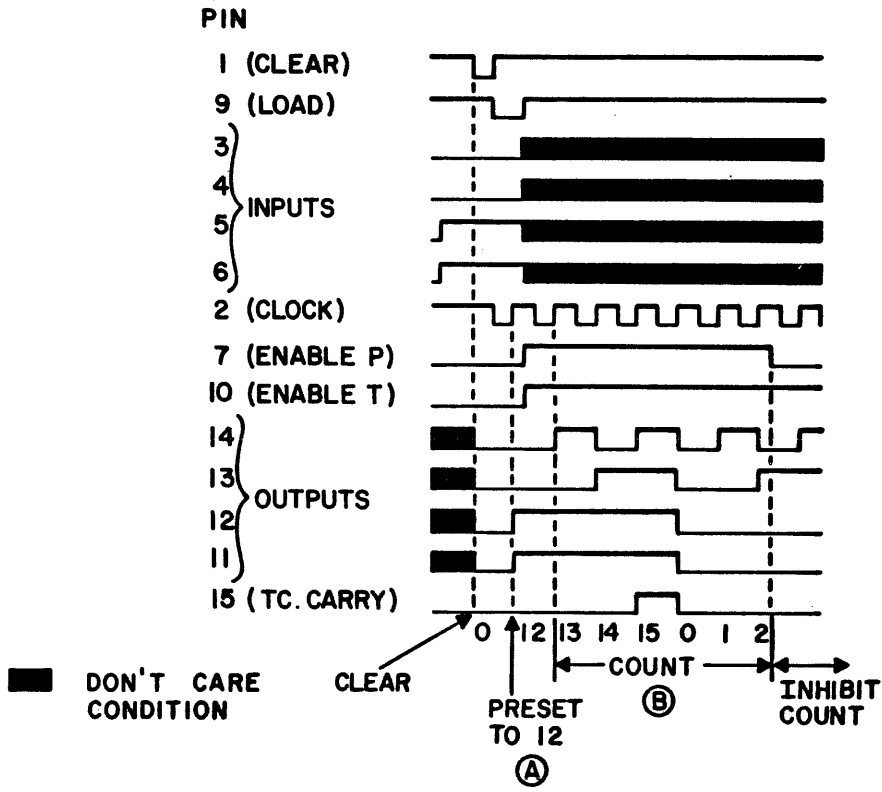 PIN
1 (CLEAR)
9 (LOAD)
3
4
INPUTS
5
6
2 (CLOCK)
7 (ENABLE P)
10 (ENABLE T)
14
13
OUTPUTS
12
11
15 (TC. CARRY)
0 12 13 14 15 0 1 2
DON'T CARE
CONDITION
CLEAR
PRESET
TO 12
A
COUNT
B
INHIBIT
COUNT